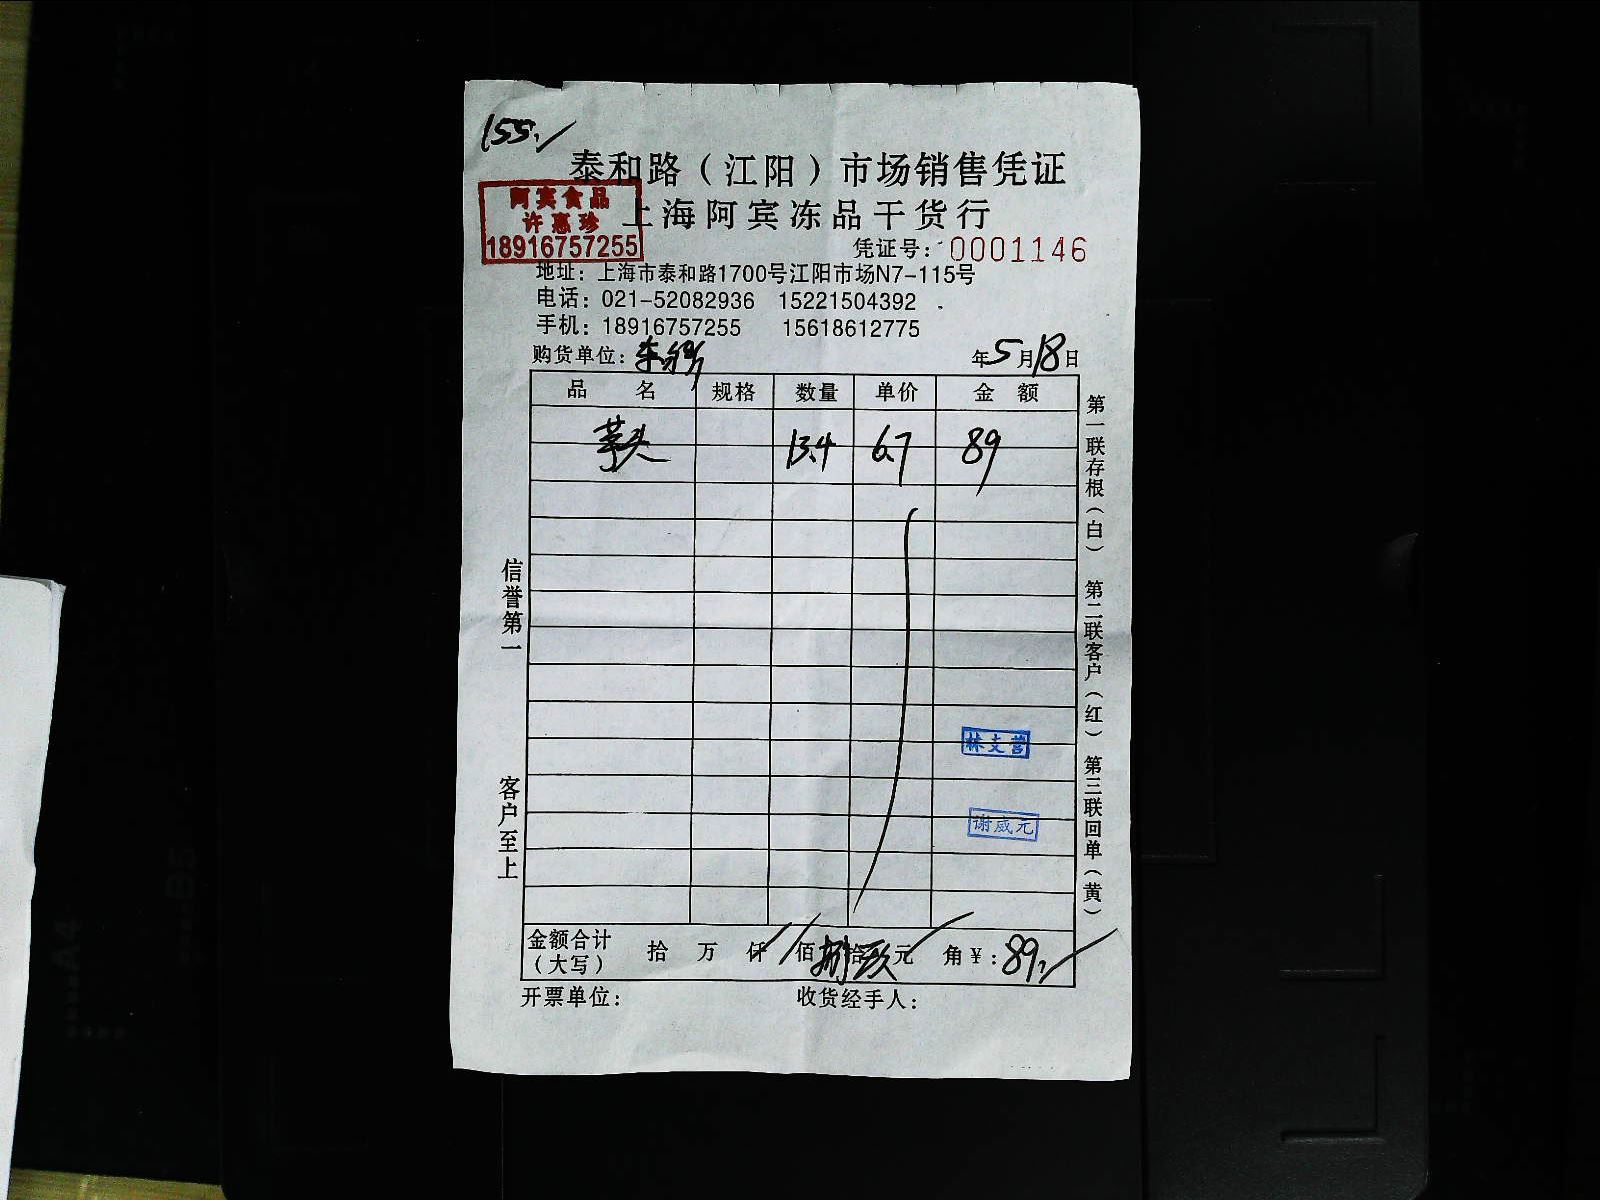 155.
泰和路（江阳）市场销售凭证
阿宾食品
许惠珍
18916757255
上海阿宾冻品干货行
凭证号：0001146
地址：上海市泰和路1700号江阳市场N7-115号
电话：021-52082936 15221504392
手机：18916757255 15618612775
购货单位：
年5月18日
品名 规格 数量 单价 金额
芋头 13.4 6.7 89
信誉第一
客户至上
第一联存根（白） 第二联客户（红） 第三联回单（黄）
林支营
谢威元
金额合计（大写） 拾 万 仟 佰 捌拾玖元 角 ¥：89.
开票单位： 收货经手人：